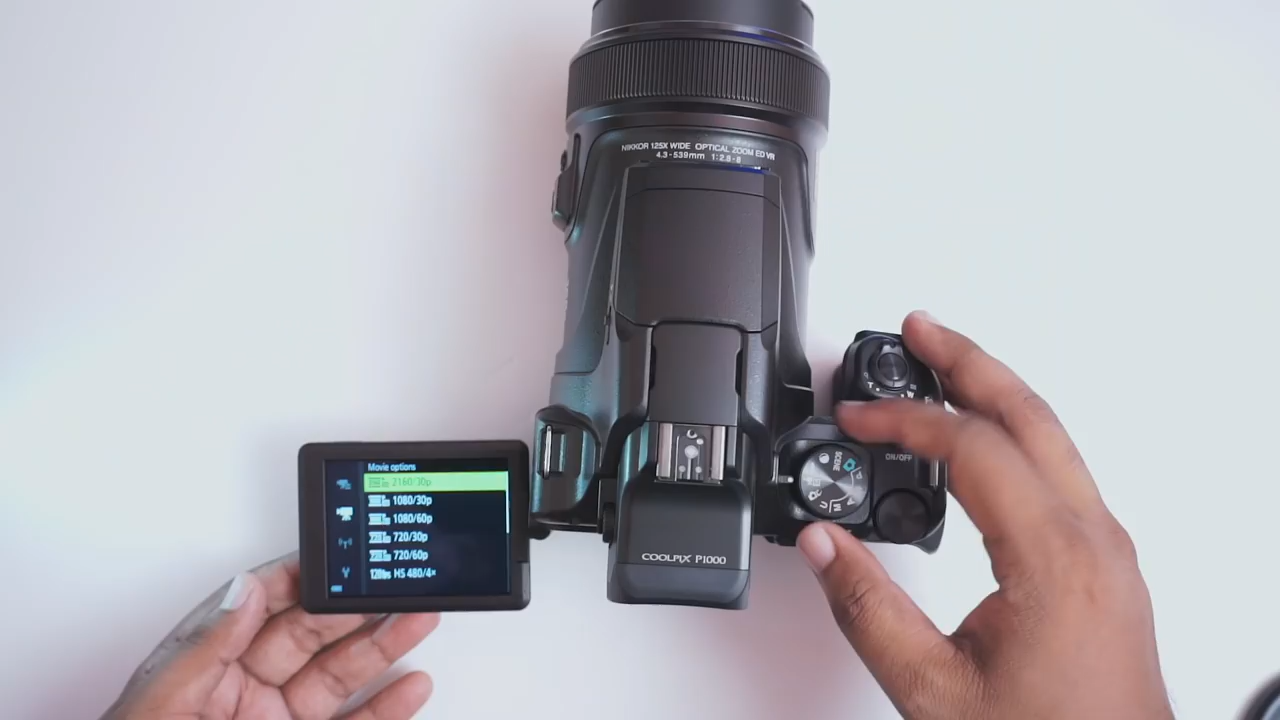 NIKKOR 125X WIDE OPTICAL ZOOM ED VR
4.3-539mm 1:2.8-8
ON/OFF
SCENE
P
A
M
U
T
W
COOLPIX P1000
Movie options
2160/30p
1080/30p
1080/60p
720/30p
720/60p
HS 480/4×